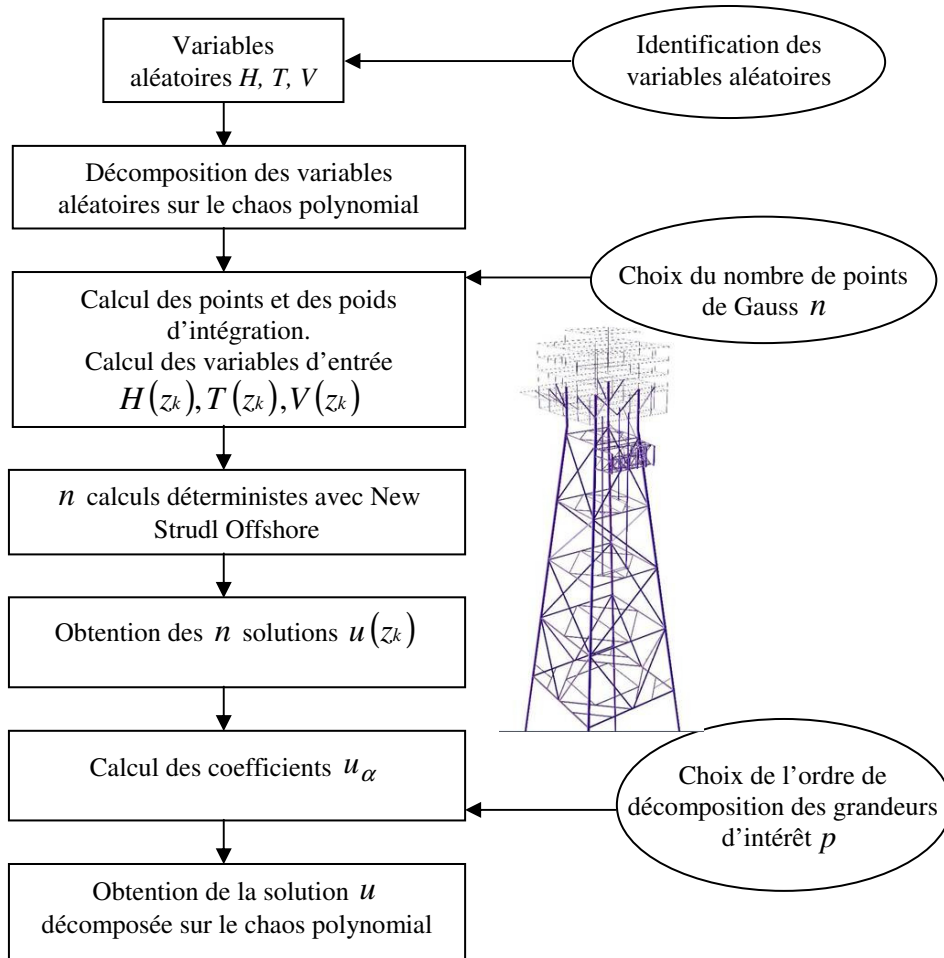 Variables
aléatoires H, T, V
Identification des
variables aléatoires
Décomposition des variables
aléatoires sur le chaos polynomial
Calcul des points et des poids
d’intégration.
Calcul des variables d’entrée
H(zk), T(zk), V(zk)
Choix du nombre de points
de Gauss n
n calculs déterministes avec New
Strudl Offshore
Obtention des n solutions u(zk)
Calcul des coefficients uα
Choix de l’ordre de
décomposition des grandeurs
d’intérêt p
Obtention de la solution u
décomposée sur le chaos polynomial